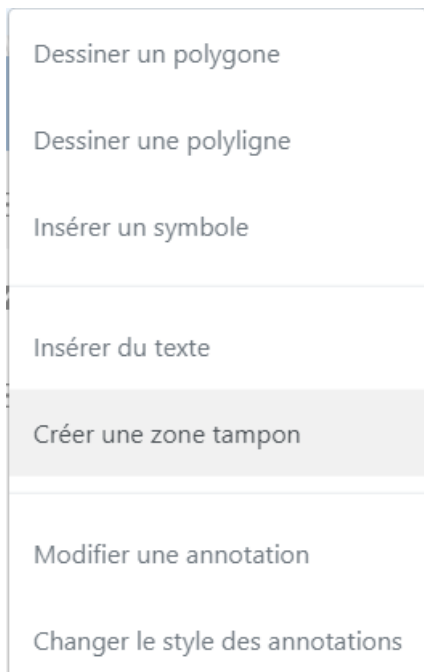 Dessiner un polygone
Dessiner une polyligne
Insérer un symbole
Insérer du texte
Créer une zone tampon
Modifier une annotation
Changer le style des annotations